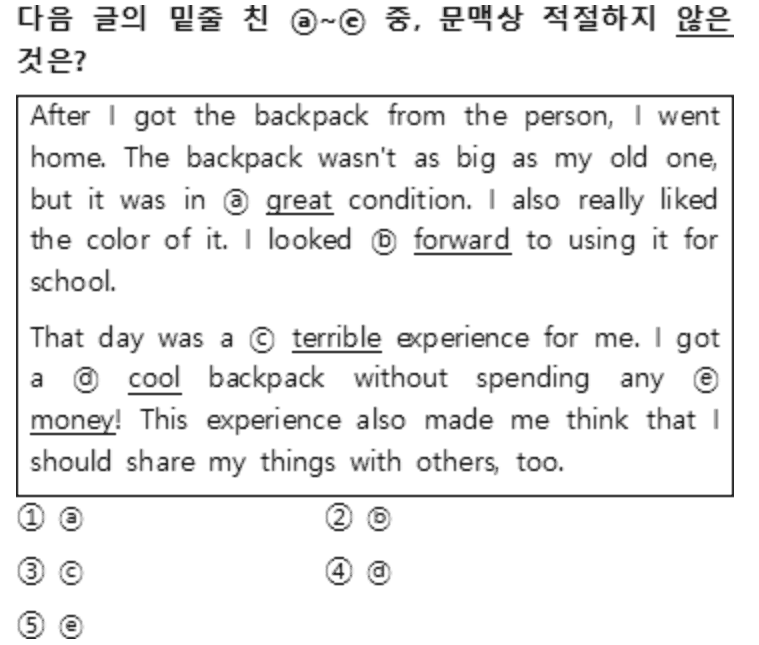 다음 글의 밑줄 친 ⓐ~ⓔ 중, 문맥상 적절하지 않은
것은?
After I got the backpack from the person, I went
home. The backpack wasn't as big as my old one,
but it was in ⓐ great condition. I also really liked
the color of it. I looked ⓑ forward to using it for
school.
That day was a ⓒ terrible experience for me. I got
a ⓓ cool backpack without spending any ⓔ
money! This experience also made me think that I
should share my things with others, too.
① ⓐ ② ⓑ
③ ⓒ ④ ⓓ
⑤ ⓔ